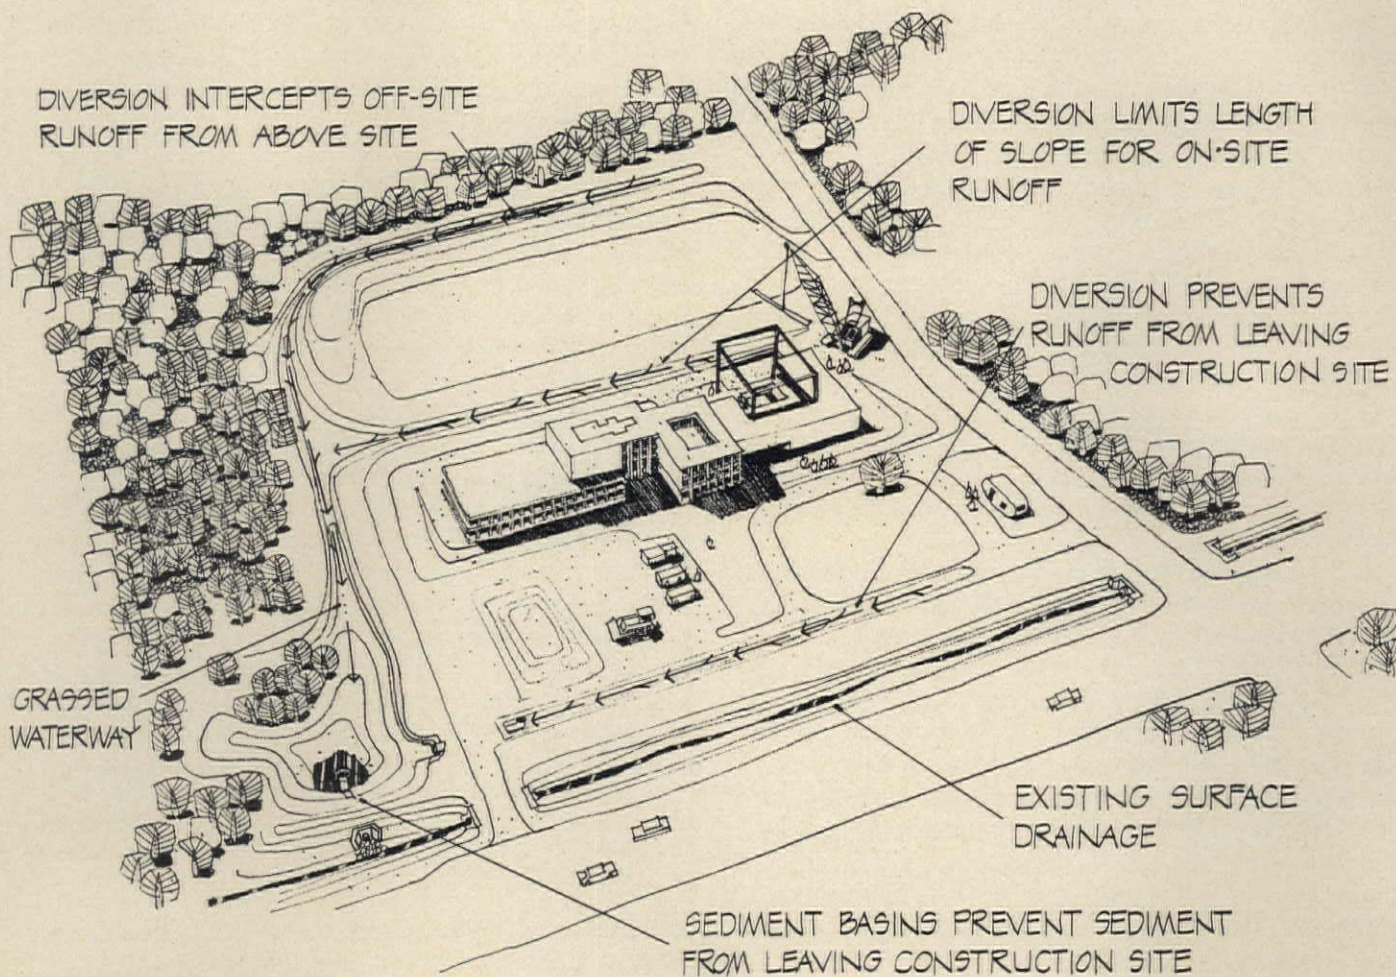 DIVERSION INTERCEPTS OFF-SITE
RUNOFF FROM ABOVE SITE
DIVERSION LIMITS LENGTH
OF SLOPE FOR ON-SITE
RUNOFF
DIVERSION PREVENTS
RUNOFF FROM LEAVING
CONSTRUCTION SITE
GRASSED
WATERWAY
EXISTING SURFACE
DRAINAGE
SEDIMENT BASINS PREVENT SEDIMENT
FROM LEAVING CONSTRUCTION SITE